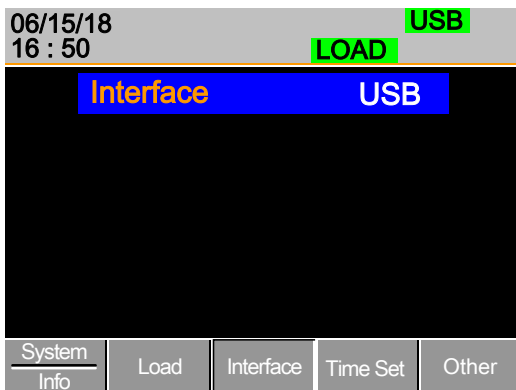 06/15/18 USB
16 : 50 LOAD
Interface USB
System Info Load Interface Time Set Other